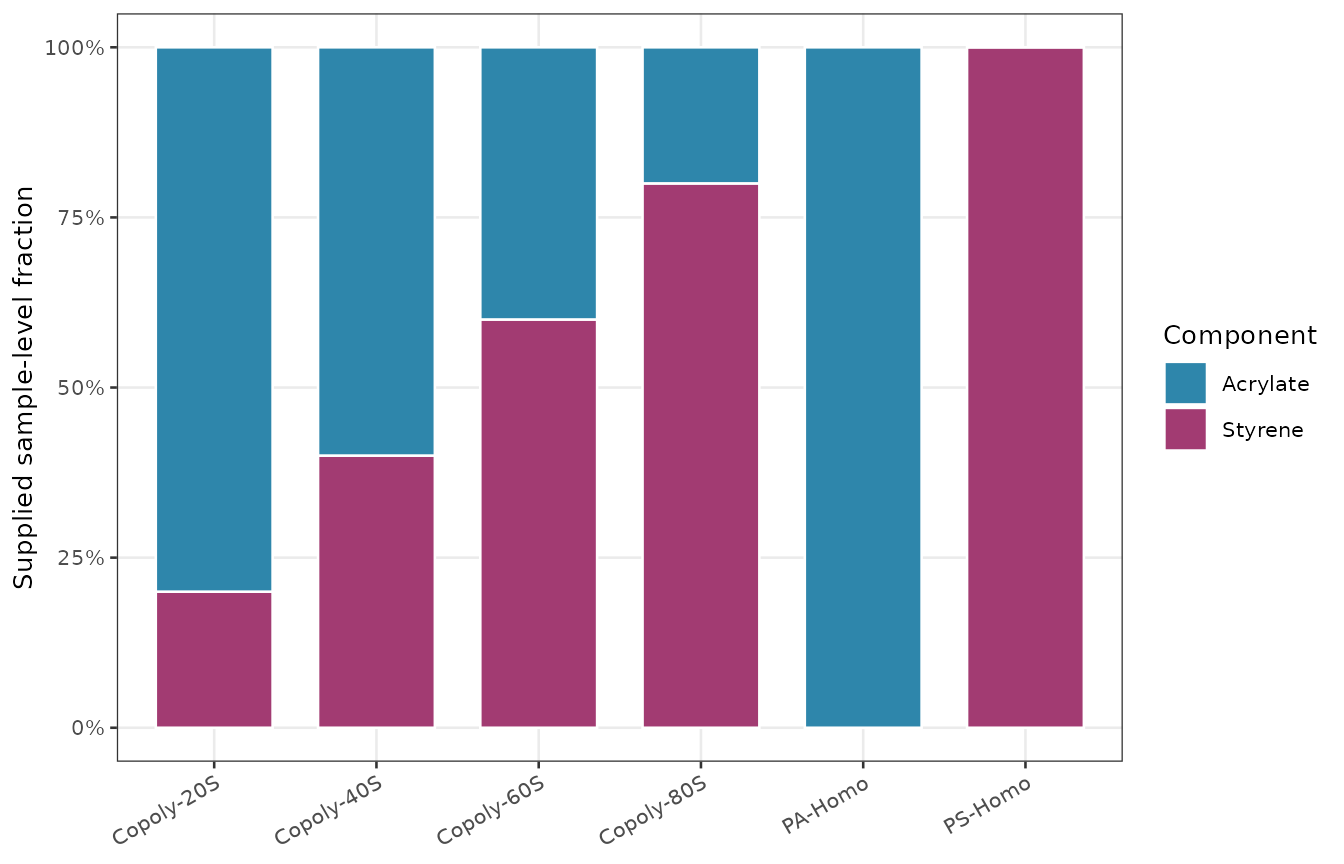 Supplied sample-level fraction
100%
75%
50%
25%
0%
Copoly-20S
Copoly-40S
Copoly-60S
Copoly-80S
PA-Homo
PS-Homo
Component
Acrylate
Styrene